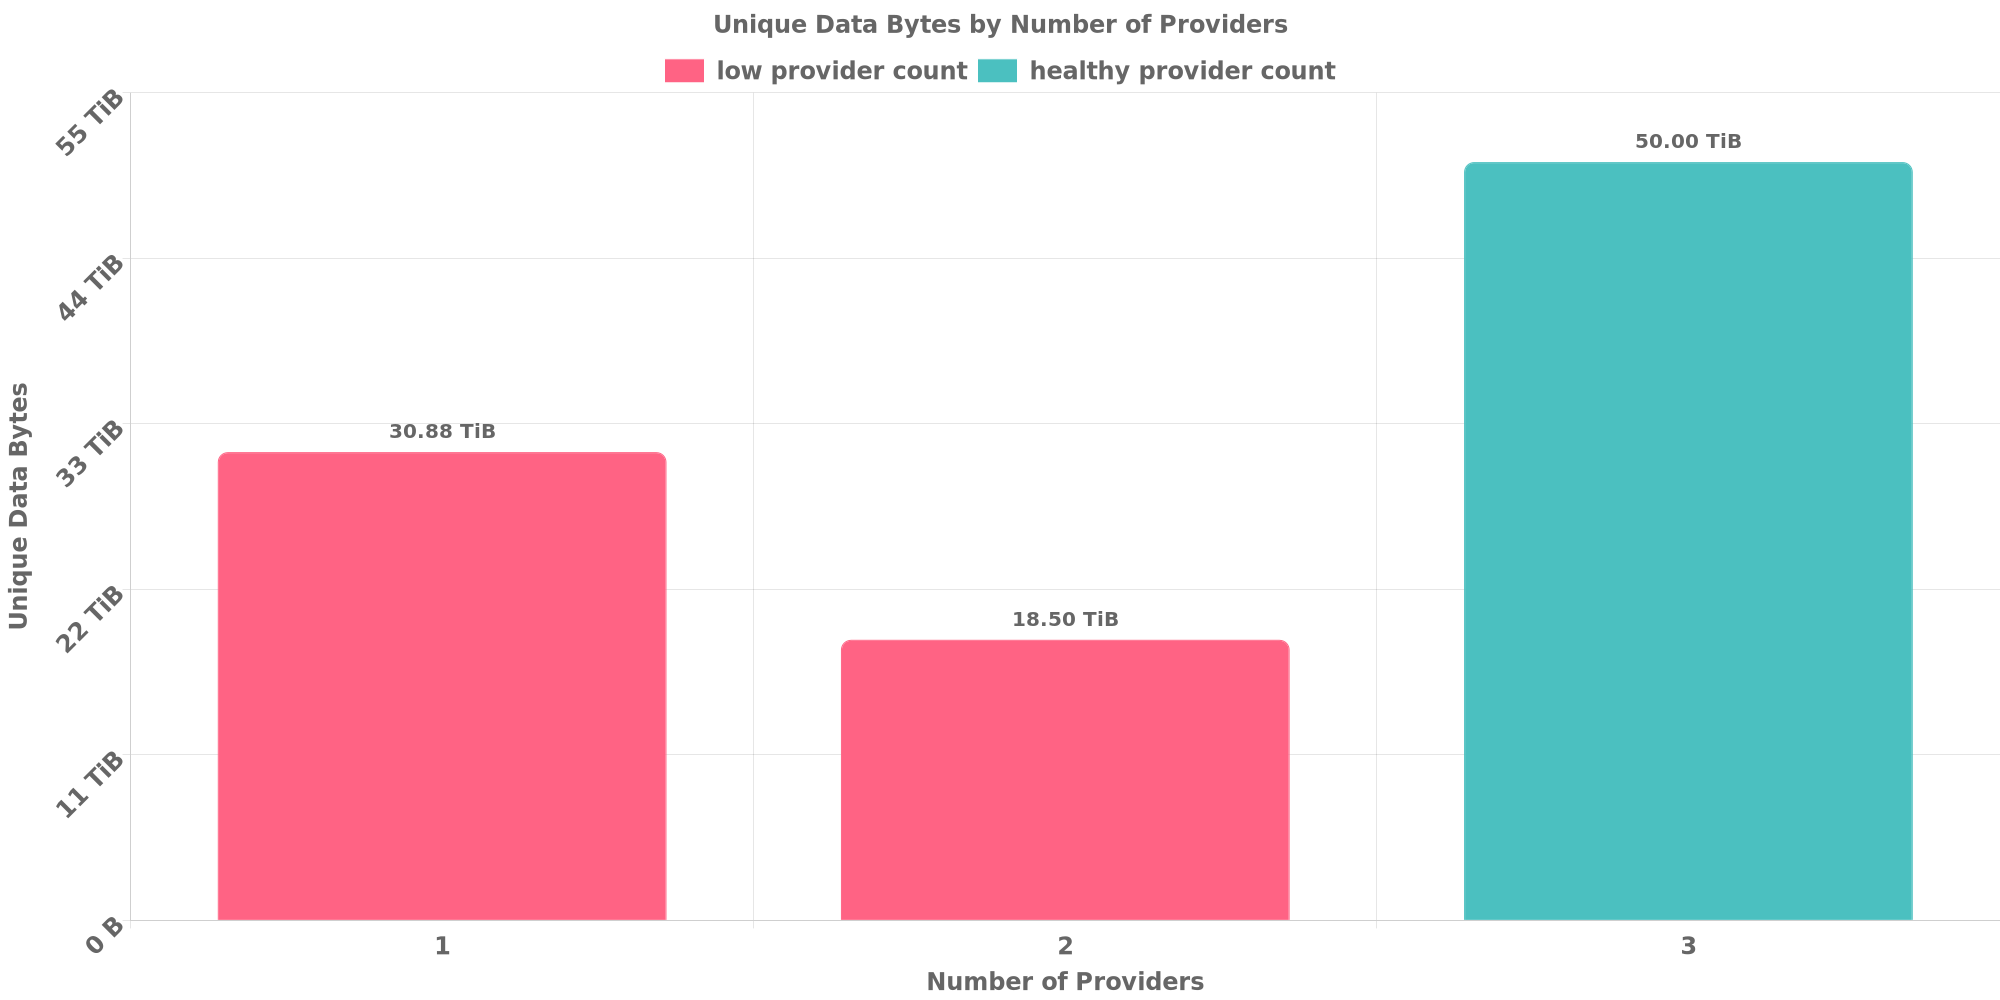 Unique Data Bytes by Number of Providers
low provider count
healthy provider count
55 TiB
44 TiB
33 TiB
22 TiB
11 TiB
0 B
Unique Data Bytes
30.88 TiB
18.50 TiB
50.00 TiB
1
2
3
Number of Providers